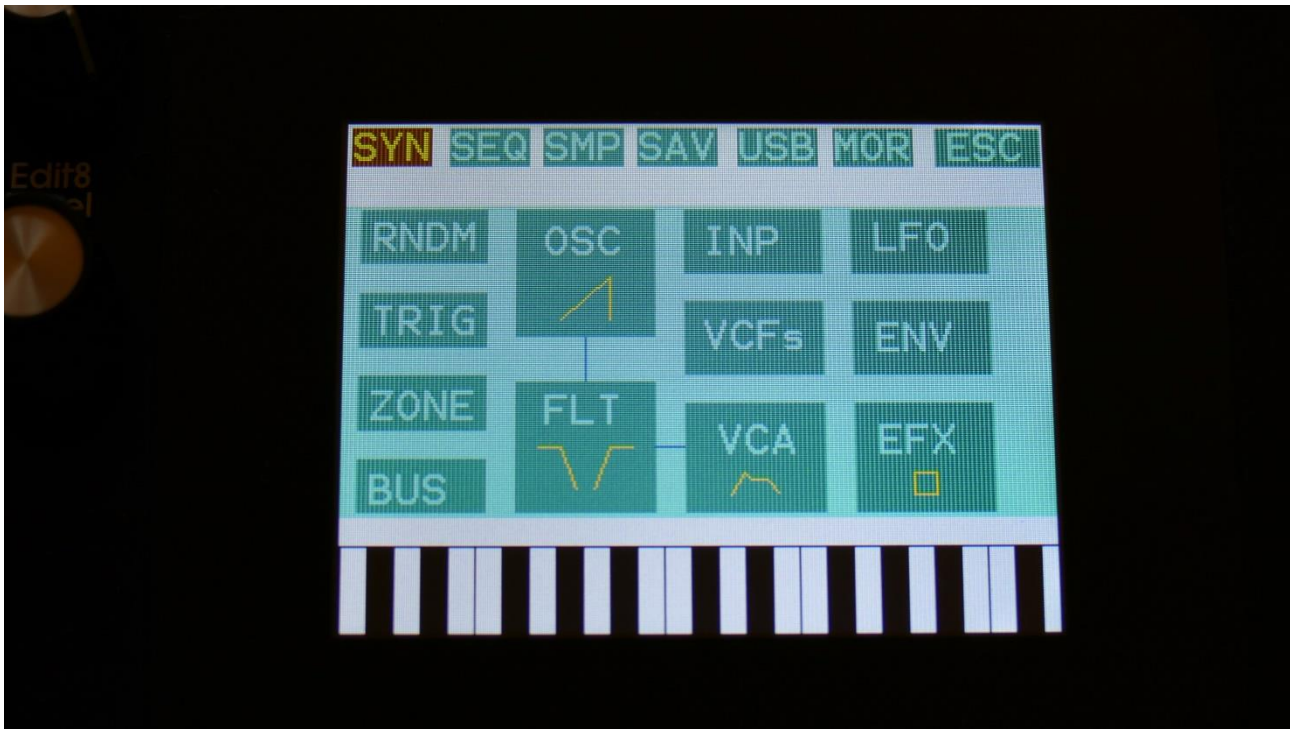 SYN SEQ SMP SAV USB MOR ESC
Edit8
RNDM OSC INP LFO
TRIG VCFs ENV
ZONE FLT VCA EFX
BUS